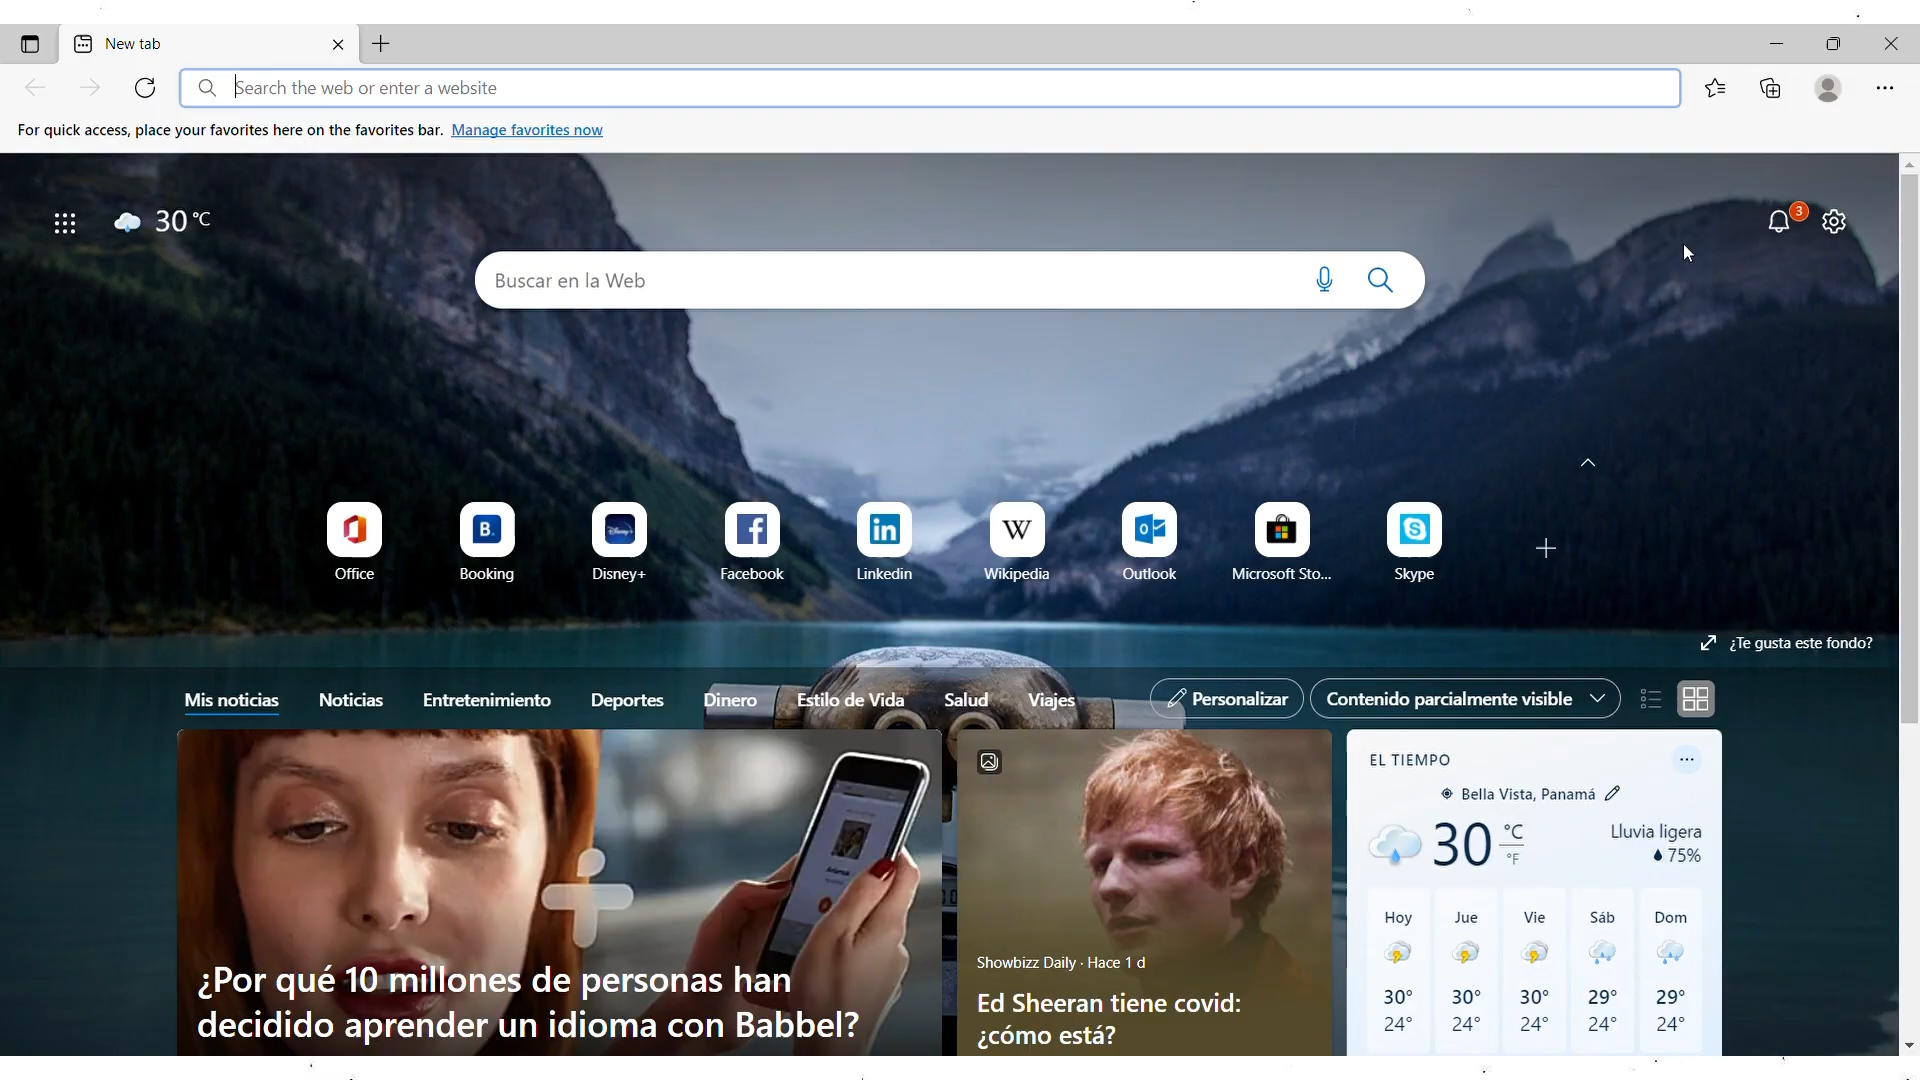 New tab
Search the web or enter a website
For quick access, place your favorites here on the favorites bar. Manage favorites now
30 °C
3
Buscar en la Web
Office
Booking
Disney+
Facebook
Linkedin
Wikipedia
Outlook
Microsoft Sto...
Skype
¿Te gusta este fondo?
Mis noticias Noticias Entretenimiento Deportes Dinero Estilo de Vida Salud Viajes Personalizar Contenido parcialmente visible
¿Por qué 10 millones de personas han
decidido aprender un idioma con Babbel?
Showbizz Daily · Hace 1 d
Ed Sheeran tiene covid:
¿cómo está?
EL TIEMPO
Bella Vista, Panamá
30 °C
°F
Lluvia ligera
75%
Hoy Jue Vie Sáb Dom
30° 30° 30° 29° 29°
24° 24° 24° 24° 24°